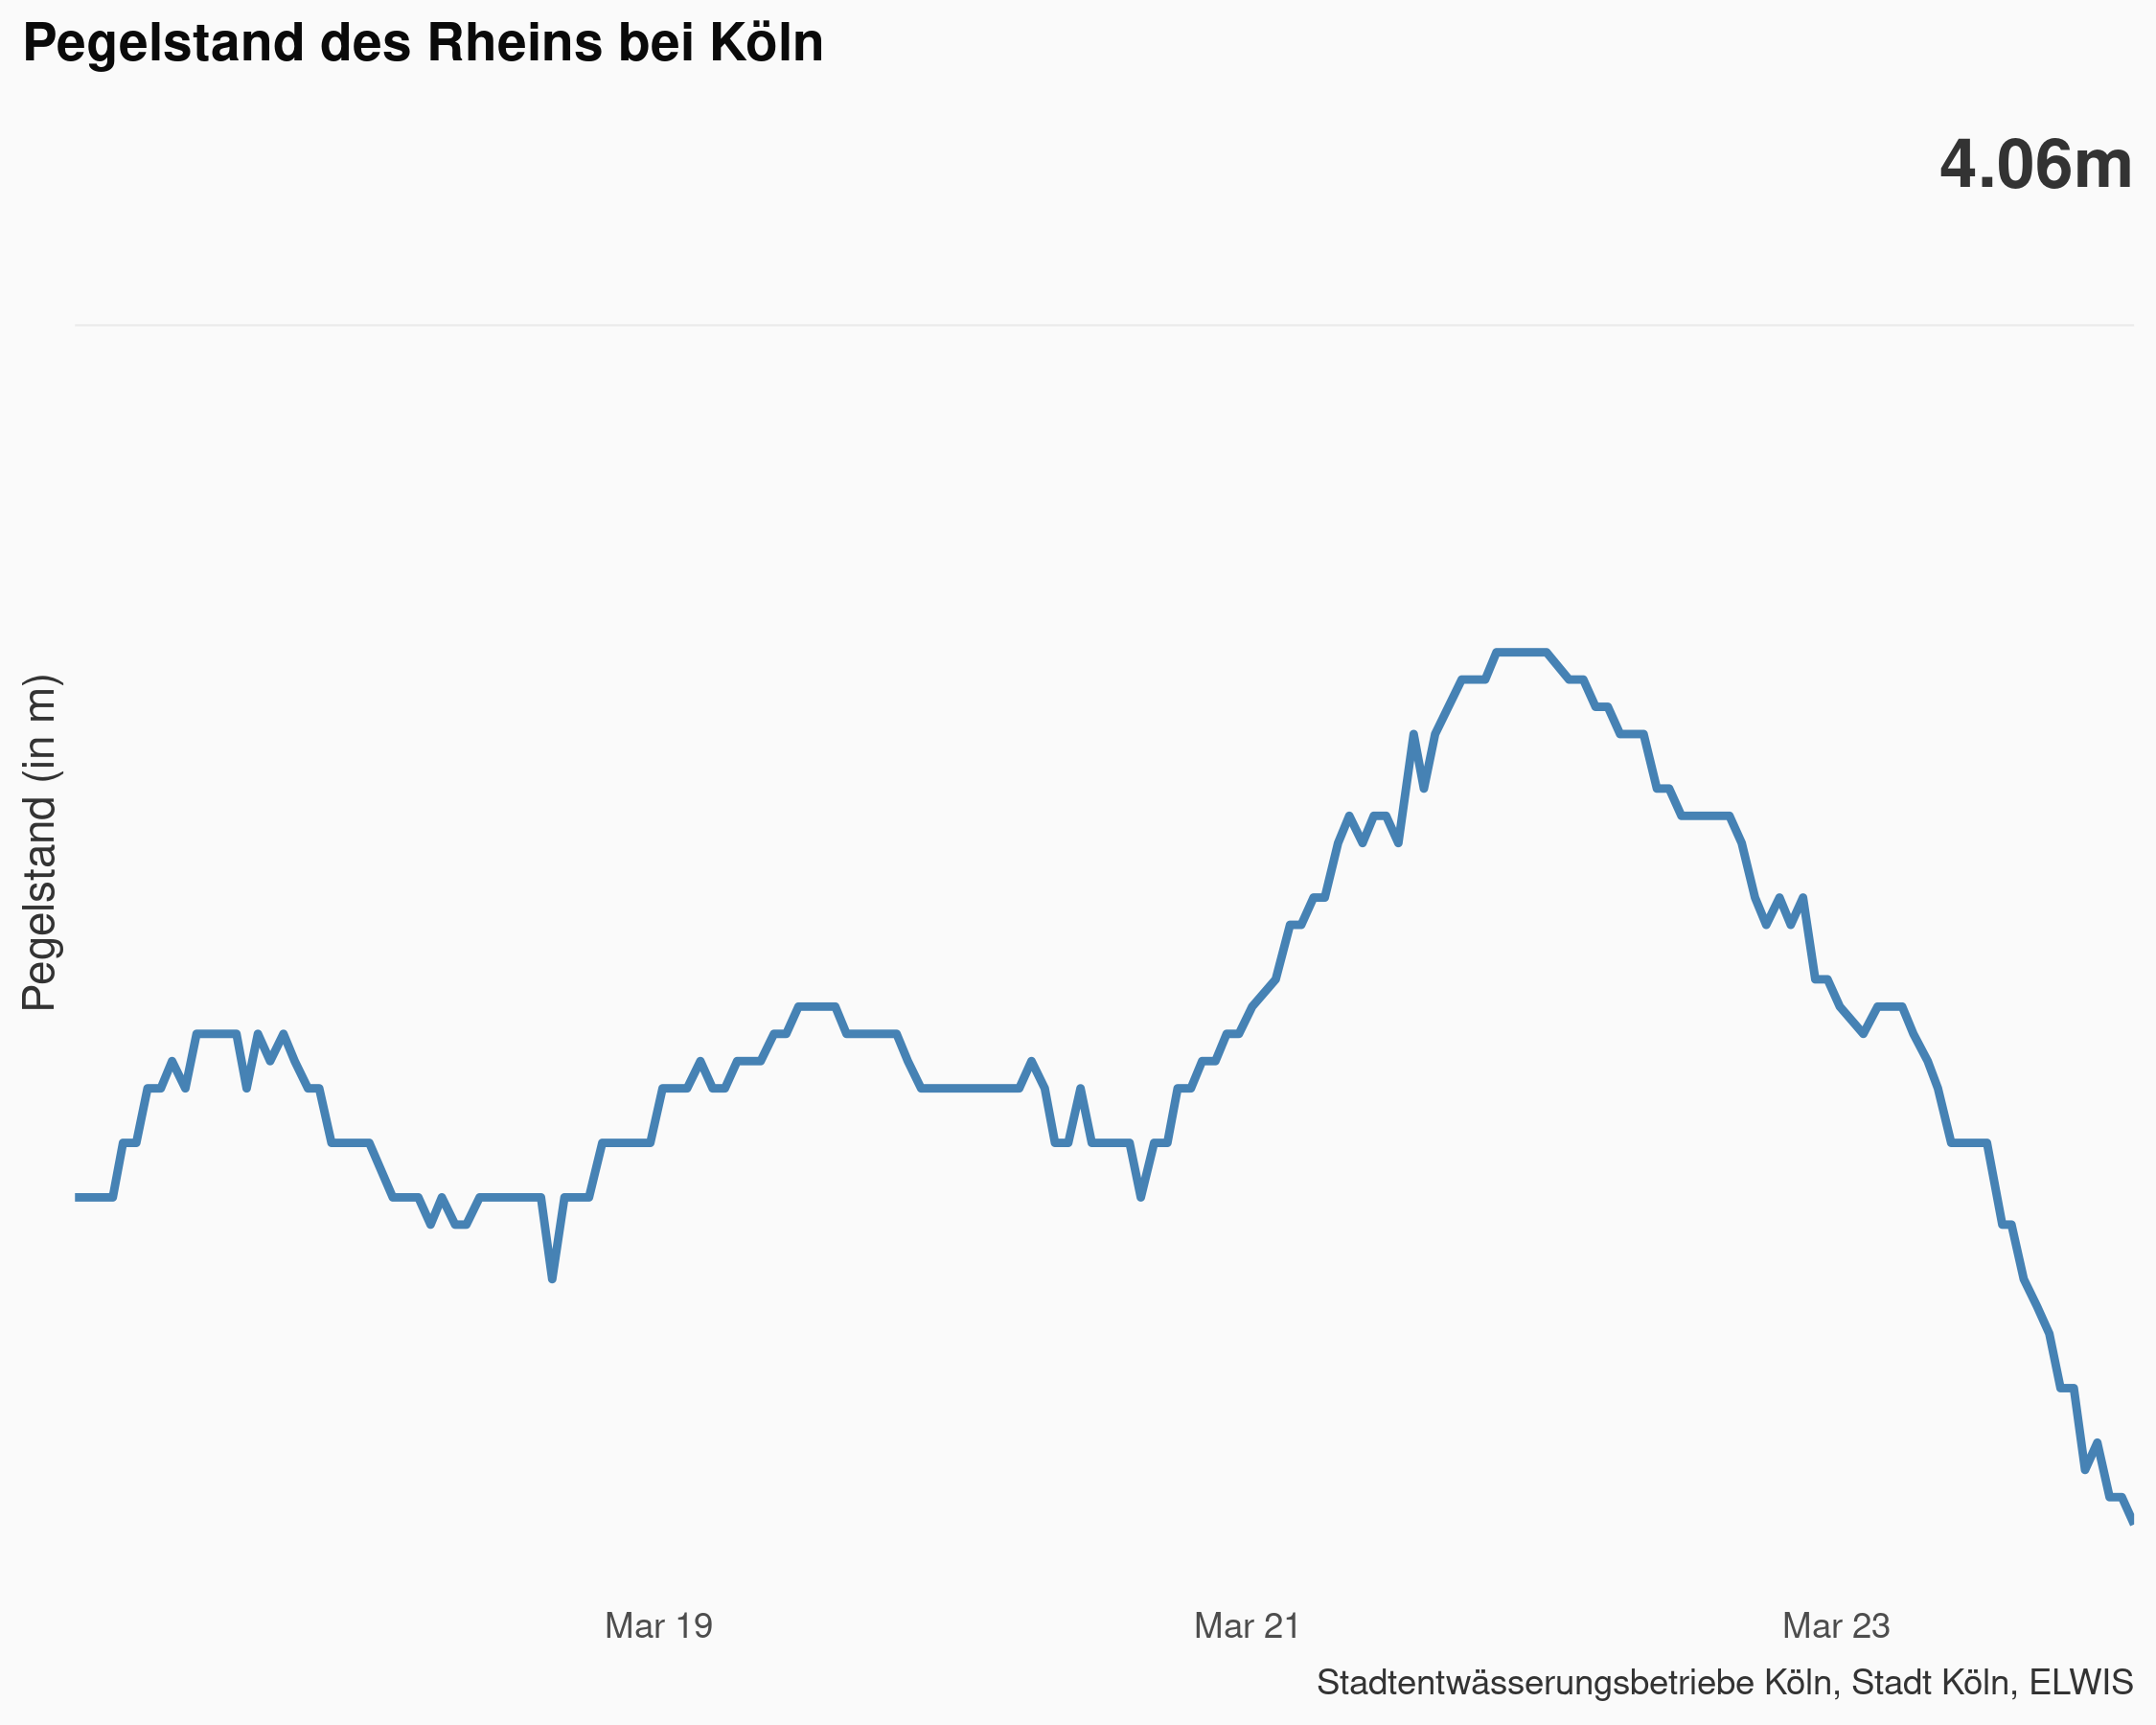 Pegelstand des Rheins bei Köln
4.06m
Pegelstand (in m)
Mar 19
Mar 21
Mar 23
Stadtentwässerungsbetriebe Köln, Stadt Köln, ELWIS